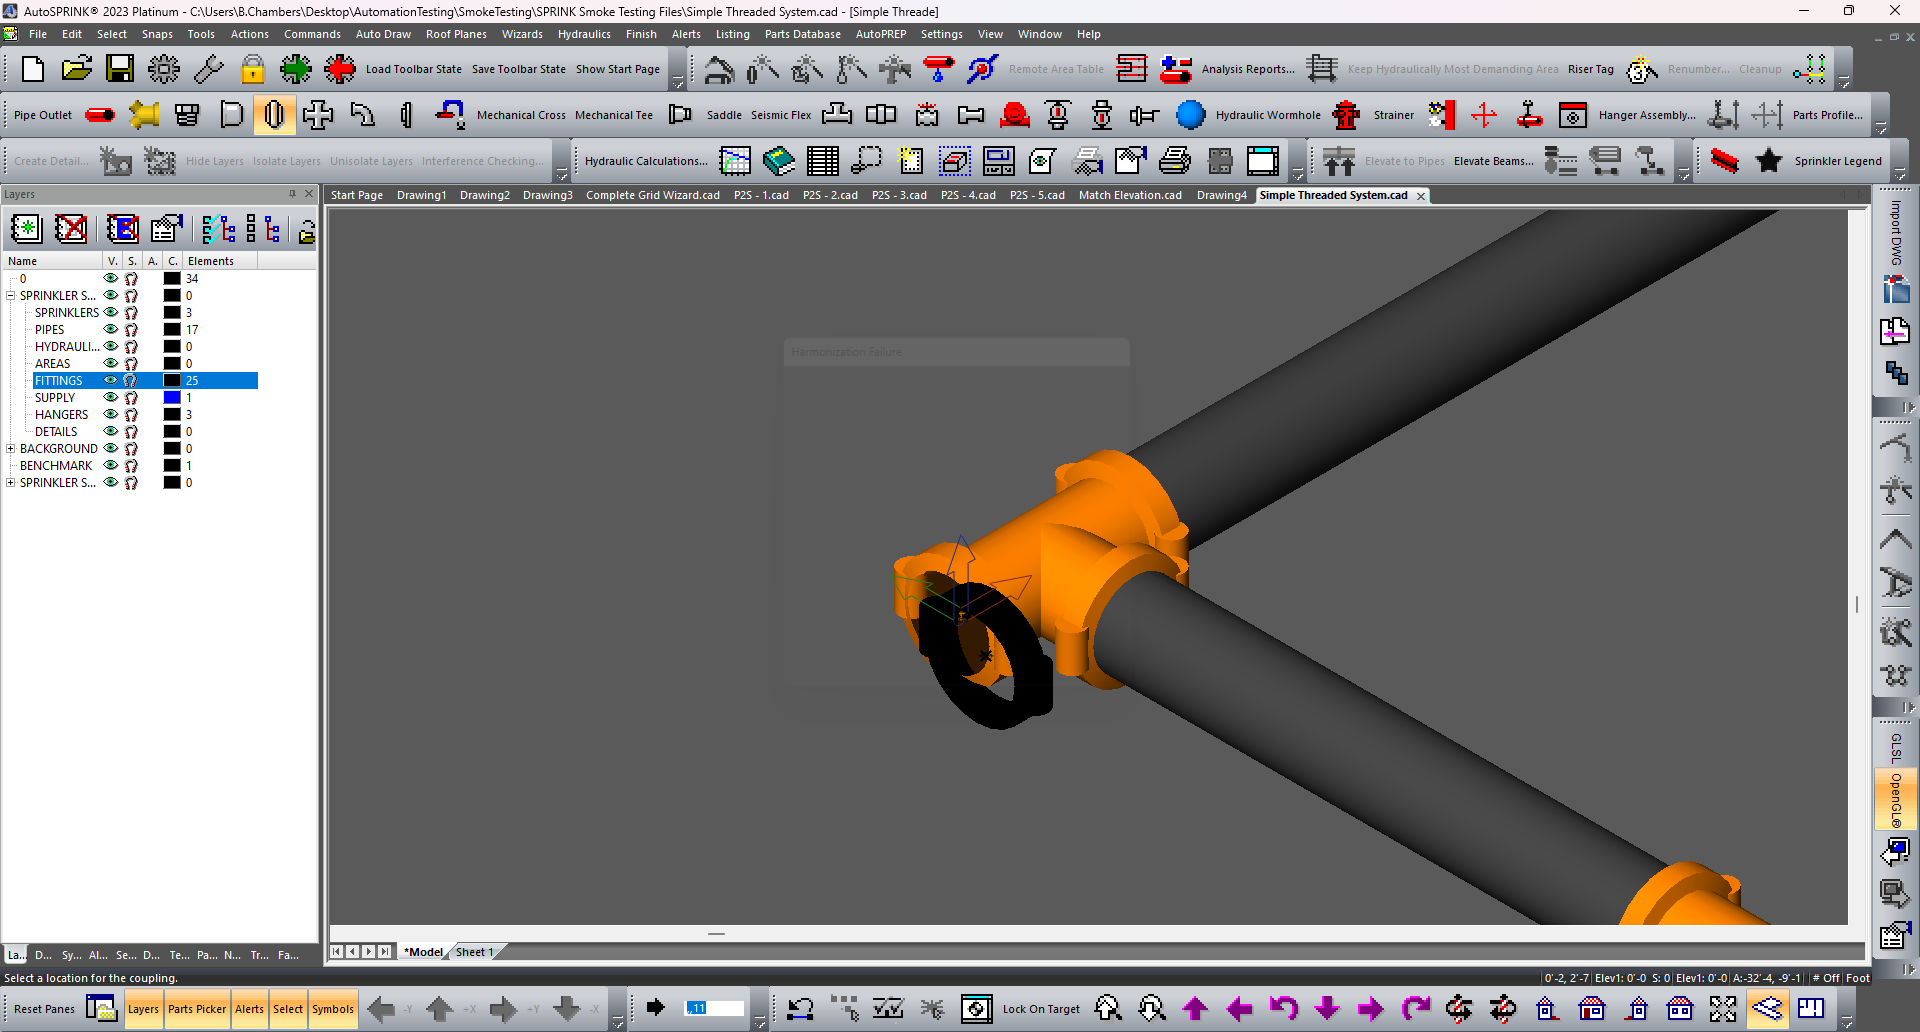 AutoSPRINK® 2023 Platinum - C:\Users\B.Chambers\Desktop\AutomationTesting\SmokeTesting\SPRINK Smoke Testing Files\Simple Threaded System.cad - [Simple Threade]
File Edit Select Snaps Tools Actions Commands Auto Draw Roof Planes Wizards Hydraulics Finish Alerts Listing Parts Database AutoPREP Settings View Window Help
Load Toolbar State Save Toolbar State Show Start Page Remote Area Table Analysis Reports... Keep Hydraulically Most Demanding Area Riser Tag Renumber... Cleanup
Pipe Outlet Mechanical Cross Mechanical Tee Saddle Seismic Flex Hydraulic Wormhole Strainer Hanger Assembly... Parts Profile...
Create Detail... Hide Layers Isolate Layers Unisolate Layers Interference Checking... Hydraulic Calculations... Elevate to Pipes Elevate Beams... Sprinkler Legend
Layers
Start Page Drawing1 Drawing2 Drawing3 Complete Grid Wizard.cad P2S - 1.cad P2S - 2.cad P2S - 3.cad P2S - 4.cad P2S - 5.cad Match Elevation.cad Drawing4 Simple Threaded System.cad
Name V. S. A. C. Elements
0 34
SPRINKLER S... 0
SPRINKLERS 3
PIPES 17
HYDRAULI... 0
AREAS 0
FITTINGS 25
SUPPLY 1
HANGERS 3
DETAILS 0
BACKGROUND 0
BENCHMARK 1
SPRINKLER S... 0
Harmonization Failure
Import DWG
GLSL
OpenGL®
La... D... Sy... Al... Se... D... Te... Pa... N... Tr... Fa...
*Model Sheet 1
Select a location for the coupling.
0'-2, 2'-7 Elev1: 0'-0 S: 0 Elev1: 0'-0 A:-32'-4, -9'-1 # Off Foot
Reset Panes Layers Parts Picker Alerts Select Symbols -Y +X +Y -X ,,11 Lock On Target